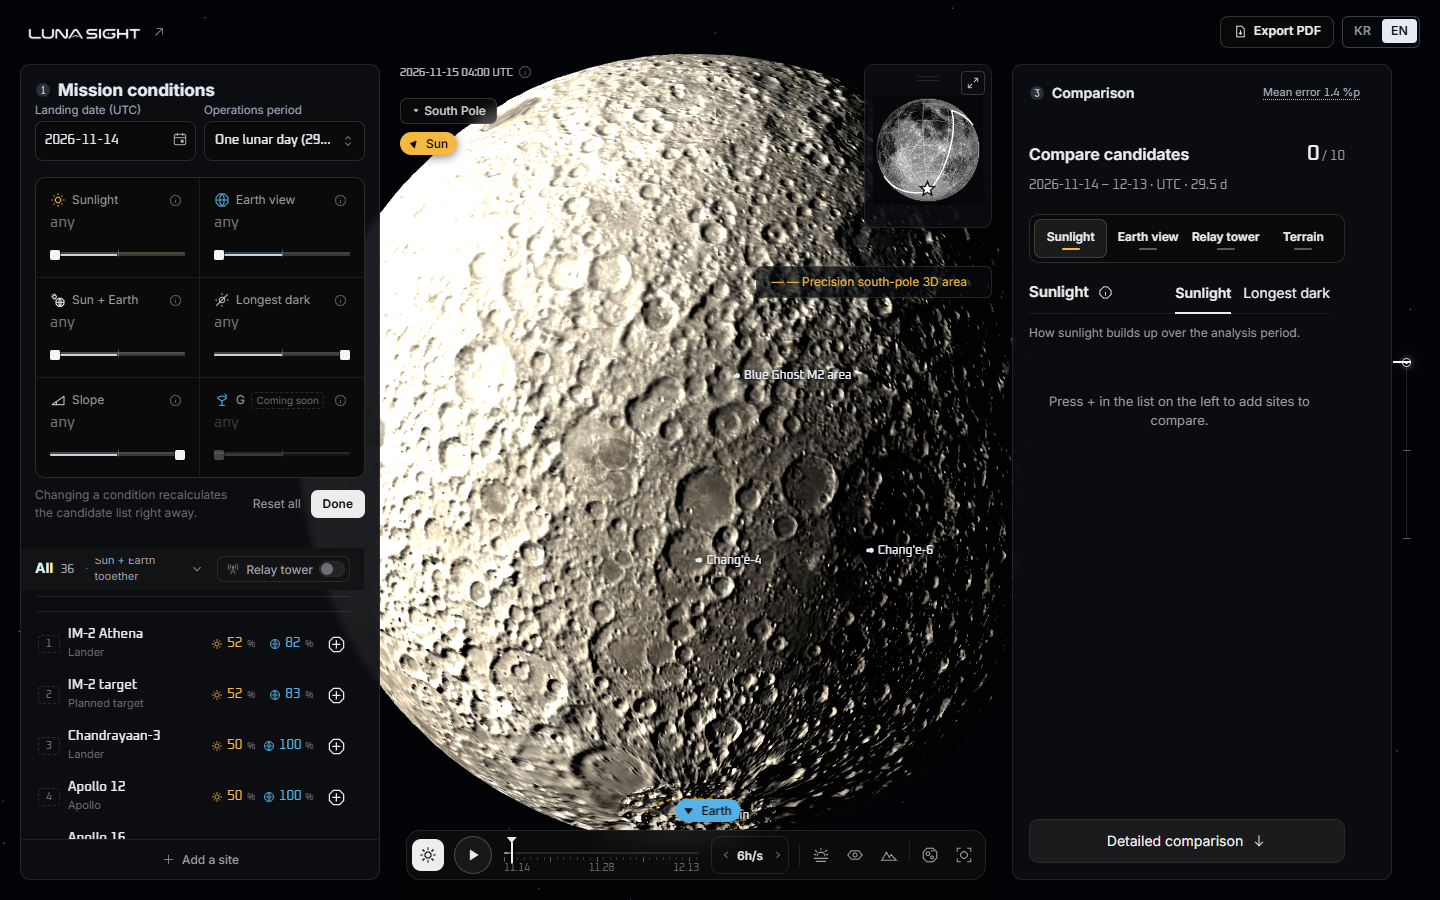 LUNA SIGHT
Export PDF
KR
EN
1 Mission conditions
Landing date (UTC)
Operations period
2026-11-14
One lunar day (29...
Sunlight
any
Earth view
any
Sun + Earth
any
Longest dark
any
Slope
any
G
Coming soon
any
Changing a condition recalculates
the candidate list right away.
Reset all
Done
All 36 ·
Sun + Earth
together
Relay tower
1
IM-2 Athena
Lander
52 %
82 %
2
IM-2 target
Planned target
52 %
83 %
3
Chandrayaan-3
Lander
50 %
100 %
4
Apollo 12
Apollo
50 %
100 %
Apollo 16
+ Add a site
2026-11-15 04:00 UTC
South Pole
Sun
Precision south-pole 3D area
Blue Ghost M2 area
Chang'e-4
Chang'e-6
Earth
11.14
11.28
12.13
6h/s
3 Comparison
Mean error 1.4 %p
Compare candidates
0 / 10
2026-11-14 – 12-13 · UTC · 29.5 d
Sunlight
Earth view
Relay tower
Terrain
Sunlight
Sunlight
Longest dark
How sunlight builds up over the analysis period.
Press + in the list on the left to add sites to
compare.
Detailed comparison ↓